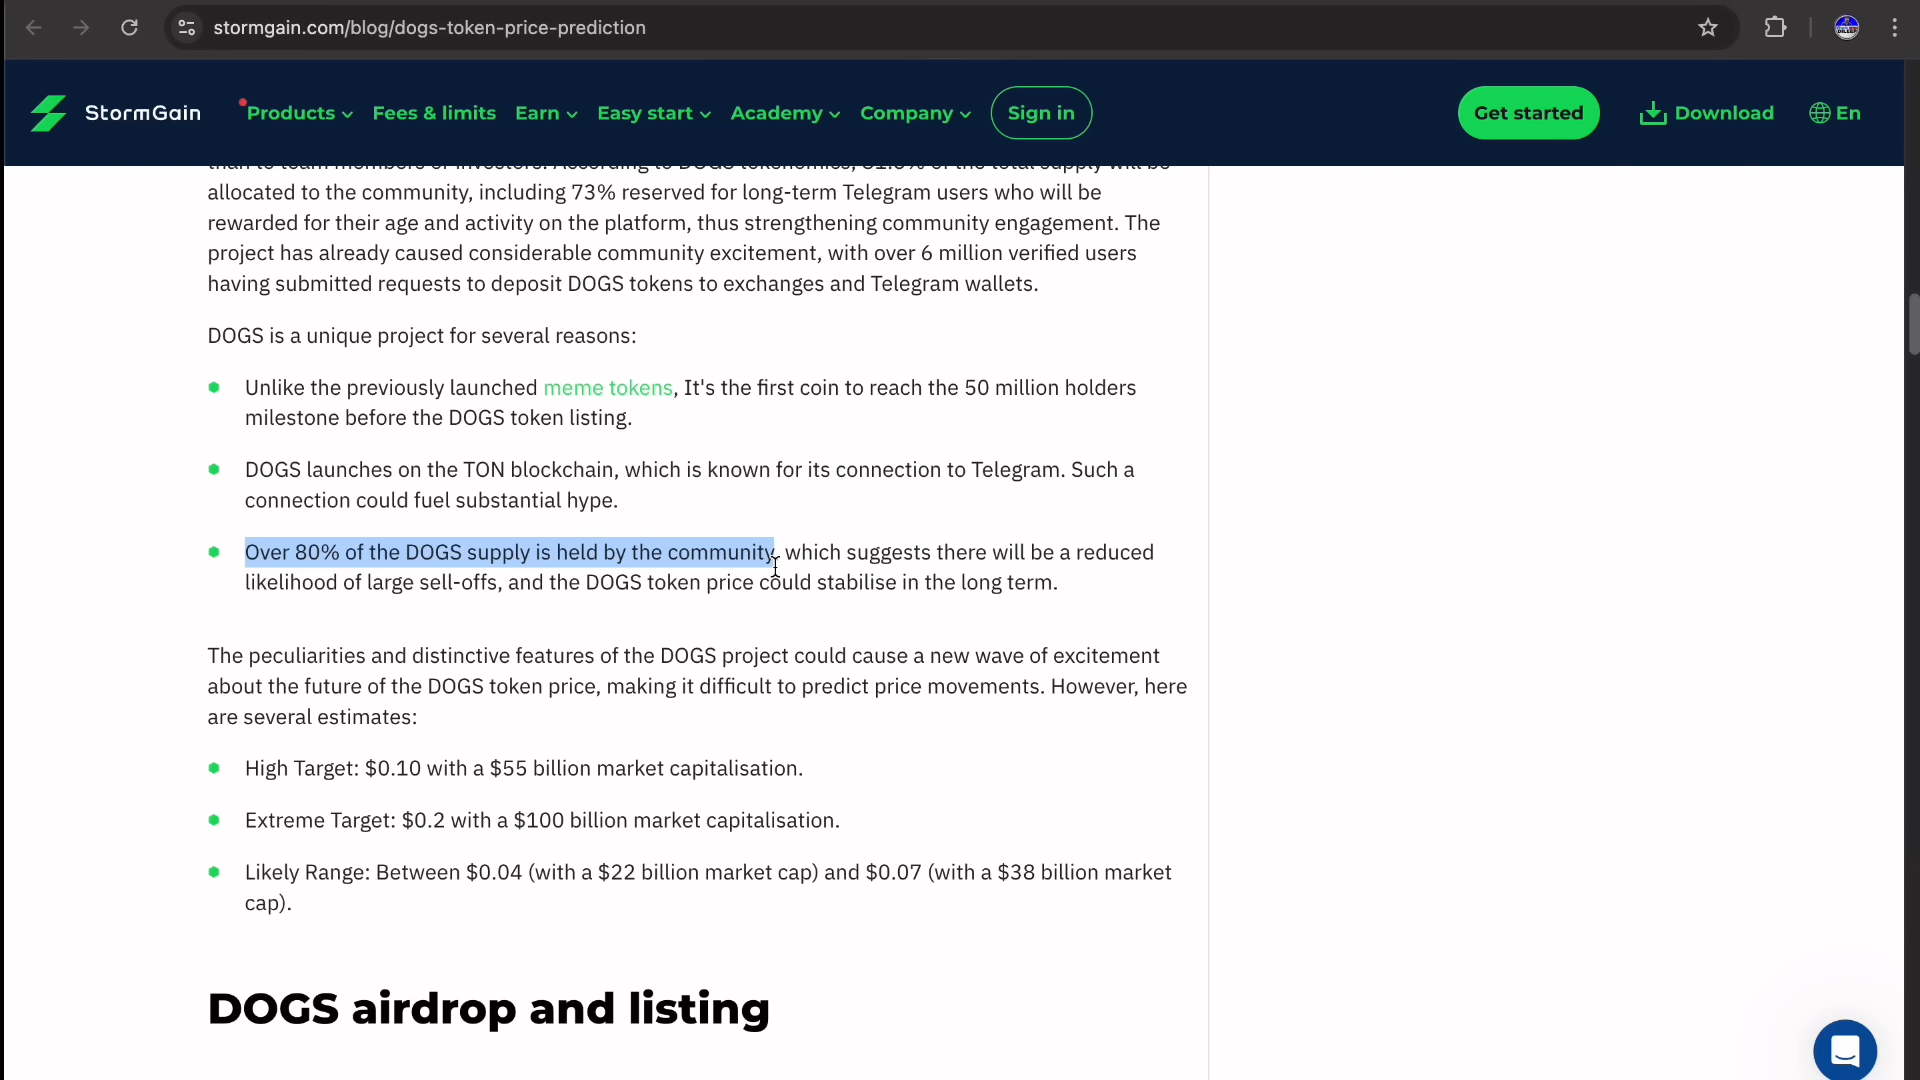 stormgain.com/blog/dogs-token-price-prediction
StormGain
Products
Fees & limits
Earn
Easy start
Academy
Company
Sign in
Get started
Download
En
allocated to the community, including 73% reserved for long-term Telegram users who will be
rewarded for their age and activity on the platform, thus strengthening community engagement. The
project has already caused considerable community excitement, with over 6 million verified users
having submitted requests to deposit DOGS tokens to exchanges and Telegram wallets.
DOGS is a unique project for several reasons:
Unlike the previously launched meme tokens, It's the first coin to reach the 50 million holders
milestone before the DOGS token listing.
DOGS launches on the TON blockchain, which is known for its connection to Telegram. Such a
connection could fuel substantial hype.
Over 80% of the DOGS supply is held by the community, which suggests there will be a reduced
likelihood of large sell-offs, and the DOGS token price could stabilise in the long term.
The peculiarities and distinctive features of the DOGS project could cause a new wave of excitement
about the future of the DOGS token price, making it difficult to predict price movements. However, here
are several estimates:
High Target: $0.10 with a $55 billion market capitalisation.
Extreme Target: $0.2 with a $100 billion market capitalisation.
Likely Range: Between $0.04 (with a $22 billion market cap) and $0.07 (with a $38 billion market
cap).
DOGS airdrop and listing